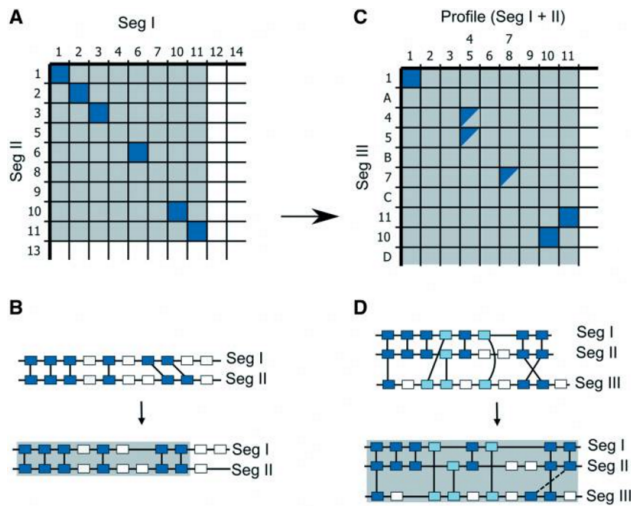 A
Seg I
1 2 3 4 6 7 10 11 12 14
Seg II
1
2
3
5
6
8
9
10
11
13
C
Profile (Seg I + II)
4 7
1 2 3 5 6 8 9 10 11
Seg III
1
A
4
5
B
7
C
11
10
D
B
Seg I
Seg II
Seg I
Seg II
D
Seg I
Seg II
Seg III
Seg I
Seg II
Seg III